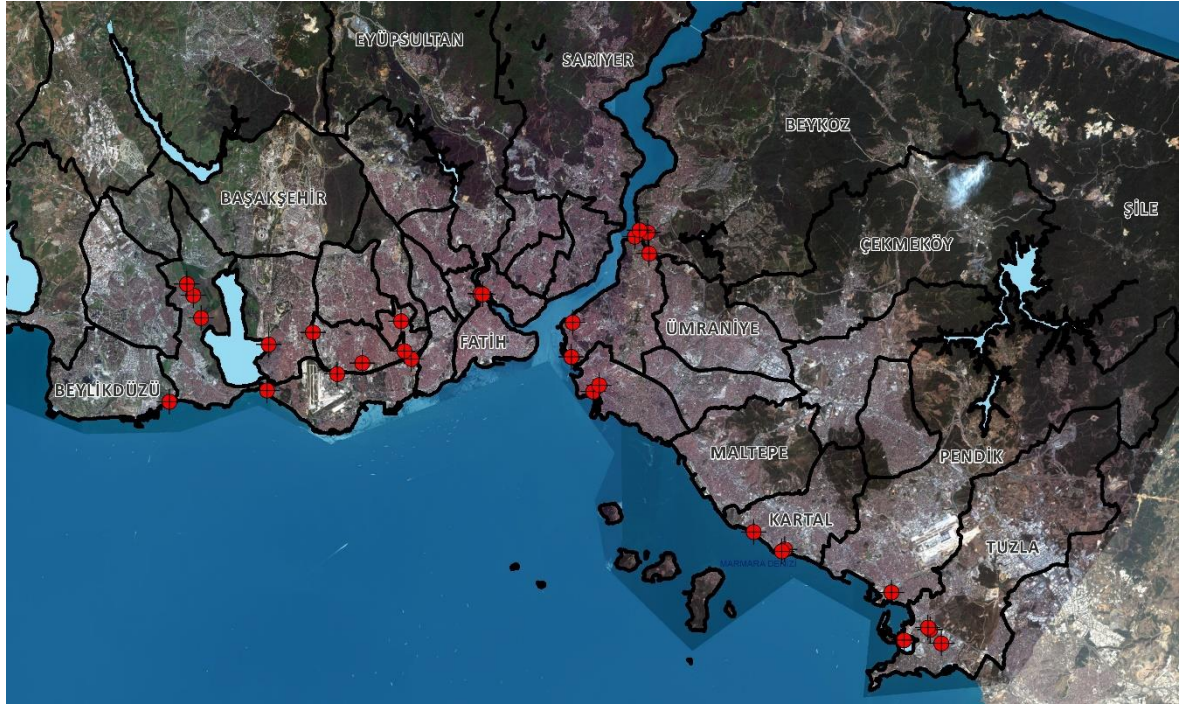 EYÜPSULTAN
SARIYER
BEYKOZ
BAŞAKŞEHİR
ŞİLE
ÇEKMEKÖY
ÜMRANİYE
FATİH
BEYLİKDÜZÜ
MALTEPE
PENDİK
KARTAL
TUZLA
MARMARA DENİZİ